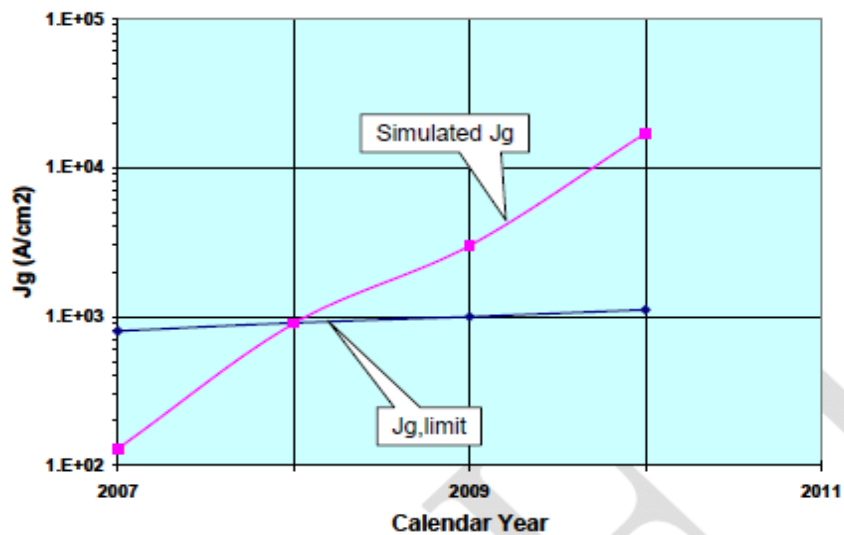 1.E+05
Simulated Jg
1.E+04
Jg (A/cm2)
1.E+03
Jg,limit
1.E+02
2007 2009 2011
Calendar Year